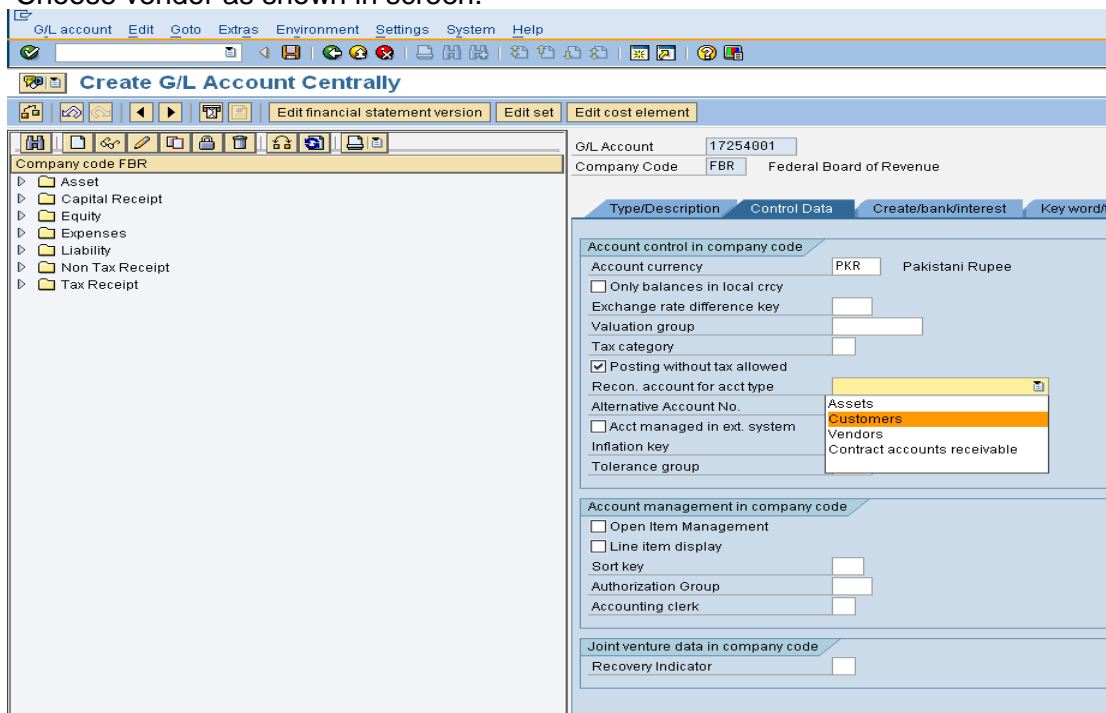 Choose vendor as shown in screen.
G/L account Edit Goto Extras Environment Settings System Help
Create G/L Account Centrally
Edit financial statement version Edit set Edit cost element
Company code FBR
Asset
Capital Receipt
Equity
Expenses
Liability
Non Tax Receipt
Tax Receipt
G/L Account 17254001
Company Code FBR Federal Board of Revenue
Type/Description Control Data Create/bank/interest Key word/
Account control in company code
Account currency PKR Pakistani Rupee
Only balances in local crcy
Exchange rate difference key
Valuation group
Tax category
Posting without tax allowed
Recon. account for acct type
Alternative Account No.
Acct managed in ext. system
Inflation key
Tolerance group
Assets
Customers
Vendors
Contract accounts receivable
Account management in company code
Open Item Management
Line item display
Sort key
Authorization Group
Accounting clerk
Joint venture data in company code
Recovery Indicator